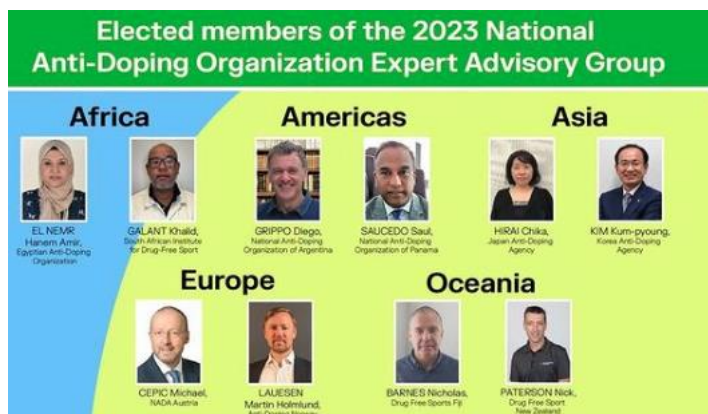 Elected members of the 2023 National
Anti-Doping Organization Expert Advisory Group
Africa
Americas
Asia
EL NEMR
Hanem Amir,
Egyptian Anti-Doping
Organization
GALANT Khalid,
South African Institute
for Drug-Free Sport
GRIPPO Diego,
National Anti-Doping
Organization of Argentina
SAUCEDO Saul,
National Anti-Doping
Organization of Panama
HIRAI Chika,
Japan Anti-Doping
Agency
KIM Kum-pyoung,
Korea Anti-Doping
Agency
Europe
Oceania
CEPIC Michael,
NADA Austria
LAUESEN
Martin Holmlund,
Anti-Doping Norway
BARNES Nicholas,
Drug Free Sports Fiji
PATERSON Nick,
Drug Free Sport
New Zealand